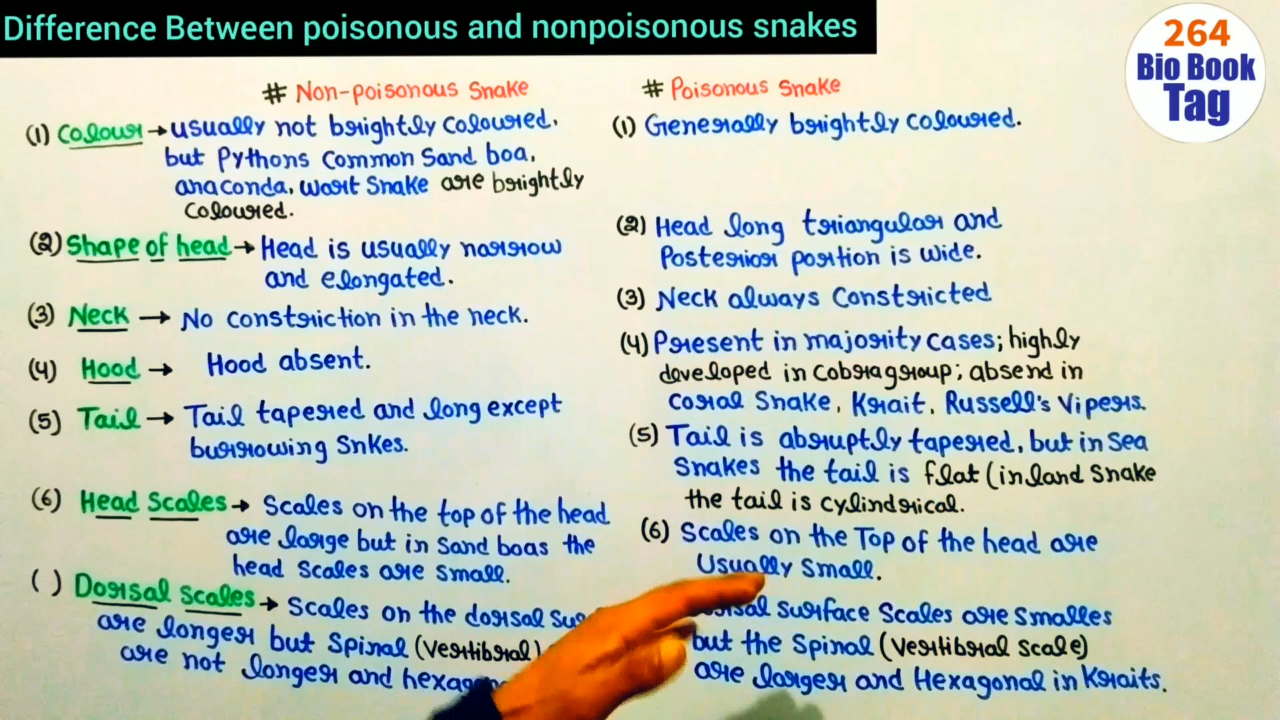 Difference Between poisonous and nonpoisonous snakes
264
Bio Book
Tag
# Non-poisonous Snake
(1) Colour → usually not brightly coloured.
but Pythons common Sand boa,
anaconda, wart Snake are brightly
coloured.
(2) Shape of head → Head is usually narrow
and elongated.
(3) Neck → No constriction in the neck.
(4) Hood → Hood absent.
(5) Tail → Tail tapered and long except
burrowing Snkes.
(6) Head Scales → Scales on the top of the head
are large but in Sand boas the
head scales are small.
( ) Dorsal Scales → Scales on the dorsal
are longer but Spinal (Vertibral)
are not longer and
# Poisonous Snake
(1) Generally brightly coloured.
(2) Head long triangular and
Posterior portion is wide.
(3) Neck always Constricted
(4) Present in majority cases; highly
developed in cobra group; absend in
coral Snake, Krait, Russell's Vipers.
(5) Tail is abruptly tapered, but in Sea
Snakes the tail is flat (in land Snake
the tail is cylindrical.
(6) Scales on the Top of the head are
Usually Small.
surface Scales are Smalles
but the Spinal (Vertibral scale)
are larger and Hexagonal in Kraits.